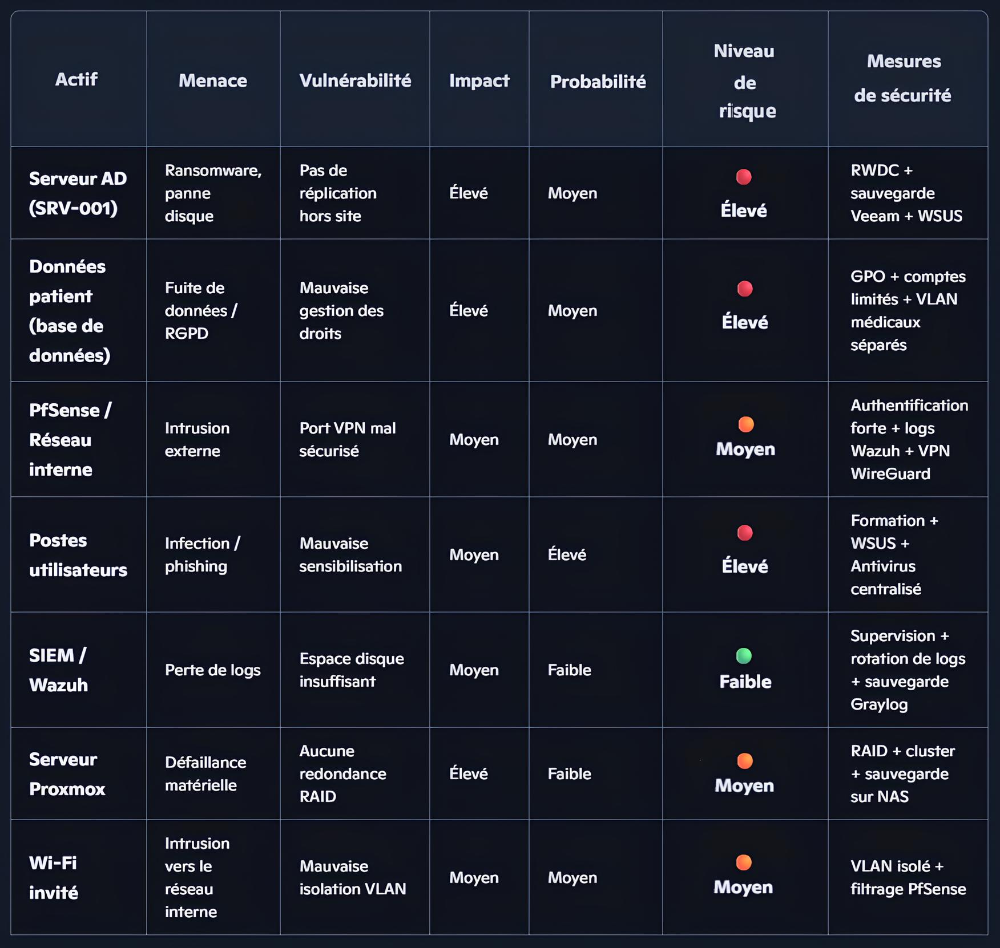 Actif
Menace
Vulnérabilité
Impact
Probabilité
Niveau
de
risque
Mesures
de sécurité
Serveur AD
(SRV-001)
Ransomware,
panne
disque
Pas de
réplication
hors site
Élevé
Moyen
Élevé
RWDC +
sauvegarde
Veeam + WSUS
Données
patient
(base de
données)
Fuite de
données /
RGPD
Mauvaise
gestion des
droits
Élevé
Moyen
Élevé
GPO + comptes
limités + VLAN
médicaux
séparés
PfSense /
Réseau
interne
Intrusion
externe
Port VPN mal
sécurisé
Moyen
Moyen
Moyen
Authentification
forte + logs
Wazuh + VPN
WireGuard
Postes
utilisateurs
Infection /
phishing
Mauvaise
sensibilisation
Moyen
Élevé
Élevé
Formation +
WSUS +
Antivirus
centralisé
SIEM /
Wazuh
Perte de logs
Espace disque
insuffisant
Moyen
Faible
Faible
Supervision +
rotation de logs
+ sauvegarde
Graylog
Serveur
Proxmox
Défaillance
matérielle
Aucune
redondance
RAID
Élevé
Faible
Moyen
RAID + cluster
+ sauvegarde
sur NAS
Wi-Fi
invité
Intrusion
vers le
réseau
interne
Mauvaise
isolation VLAN
Moyen
Moyen
Moyen
VLAN isolé +
filtrage PfSense